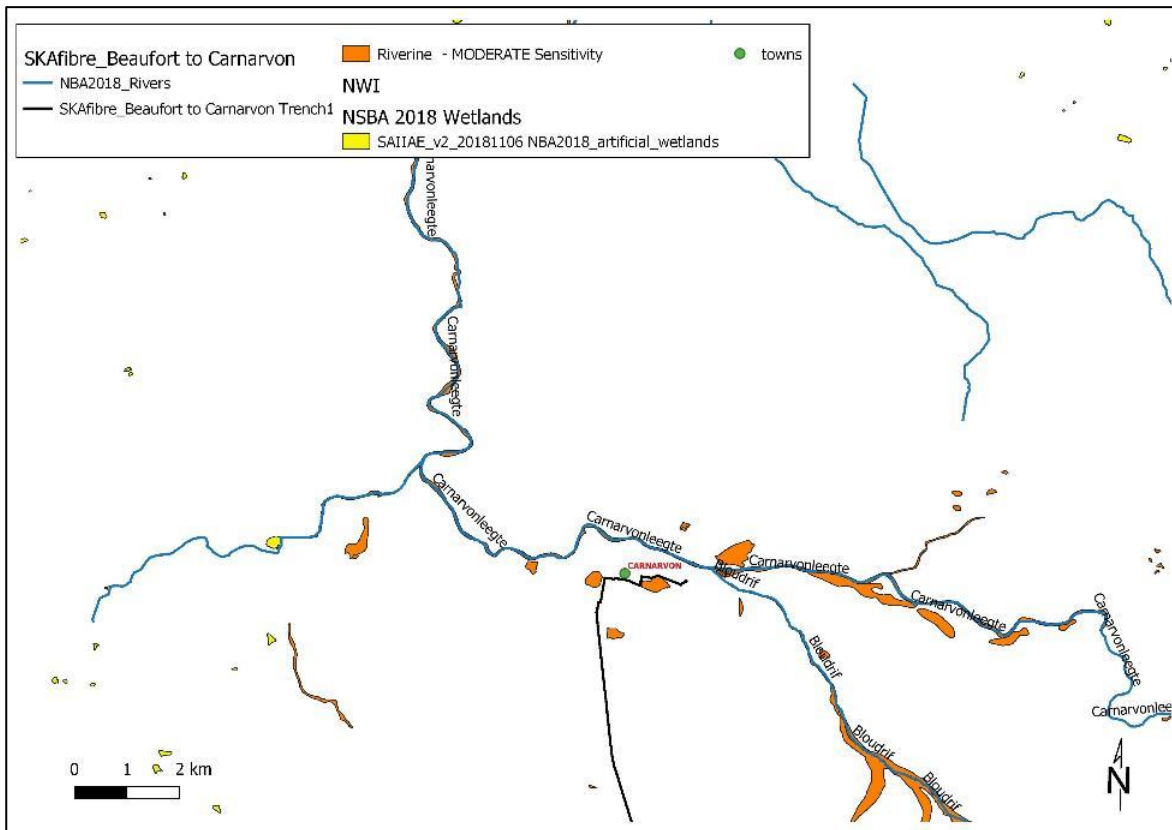 SKAfibre_Beaufort to Carnarvon
NBA2018_Rivers
SKAfibre_Beaufort to Carnarvon Trench1
Riverine - MODERATE Sensitivity
NWI
NSBA 2018 Wetlands
SAIIAE_v2_20181106 NBA2018_artificial_wetlands
towns
narvonleegte
Carnarvonleegte
Carnarvonleegte
Carnarvonleegte
CARNARVON
Bloudrif
Carnarvonleegte
Carnarvonleegte
Carnarvonleegte
Carnarvonlee
Bloudrif
Bloudrif
Bloudrif
0 1 2 km
N